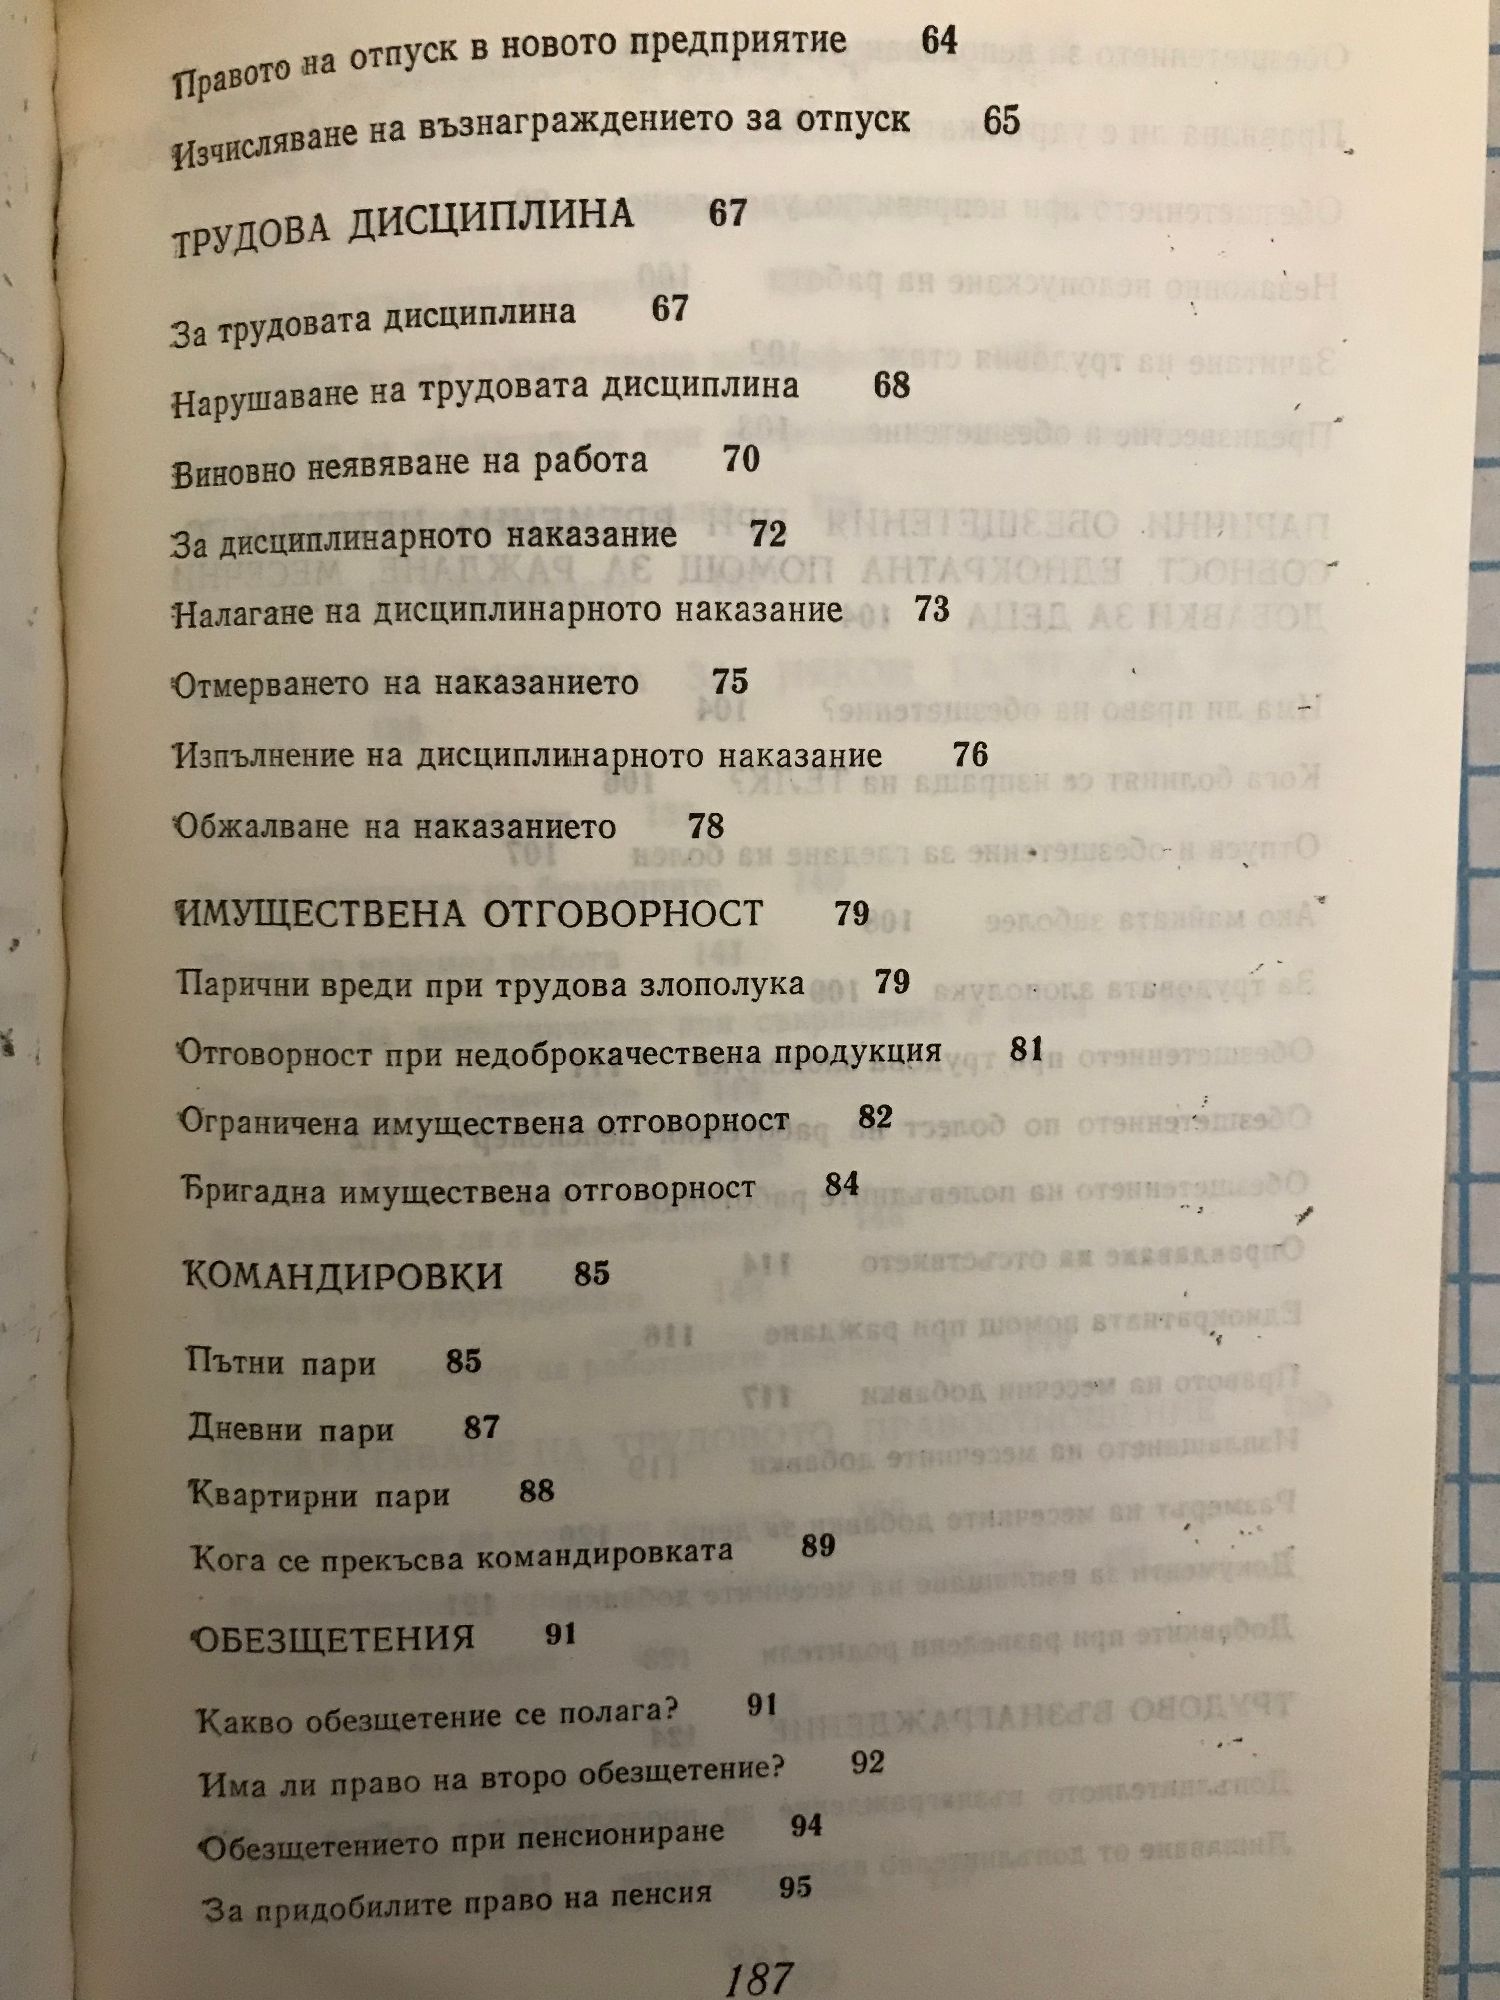 Правото на отпуск в новото предприятие 64
Изчисляване на възнаграждението за отпуск 65
ТРУДОВА ДИСЦИПЛИНА 67
За трудовата дисциплина 67
Нарушаване на трудовата дисциплина 68
Виновно неявяване на работа 70
За дисциплинарното наказание 72
Налагане на дисциплинарното наказание 73
Отмерването на наказанието 75
Изпълнение на дисциплинарното наказание 76
Обжалване на наказанието 78
ИМУЩЕСТВЕНА ОТГОВОРНОСТ 79
Парични вреди при трудова злополука 79
Отговорност при недоброкачествена продукция 81
Ограничена имуществена отговорност 82
Бригадна имуществена отговорност 84
КОМАНДИРОВКИ 85
Пътни пари 85
Дневни пари 87
Квартирни пари 88
Кога се прекъсва командировката 89
ОБЕЗЩЕТЕНИЯ 91
Какво обезщетение се полага? 91
Има ли право на второ обезщетение? 92
Обезщетението при пенсиониране 94
За придобилите право на пенсия 95
187